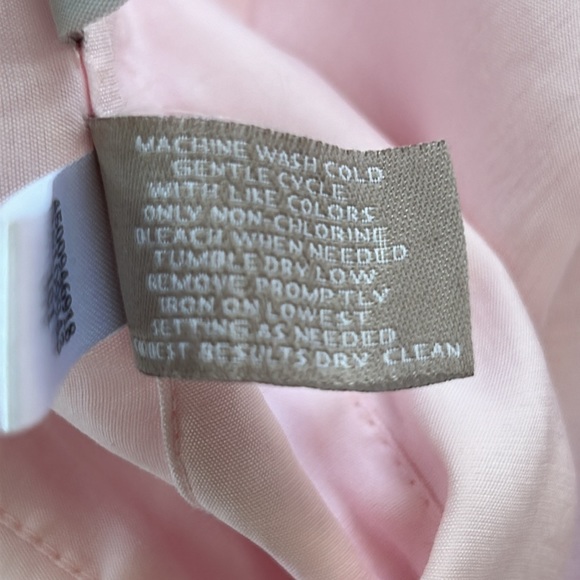 MACHINE WASH COLD
GENTLE CYCLE
WITH LIKE COLORS
ONLY NON-CHLORINE
BLEACH WHEN NEEDED
TUMBLE DRY LOW
REMOVE PROMPTLY
IRON ON LOWEST
SETTING AS NEEDED
BEST RESULTS DRY CLEAN